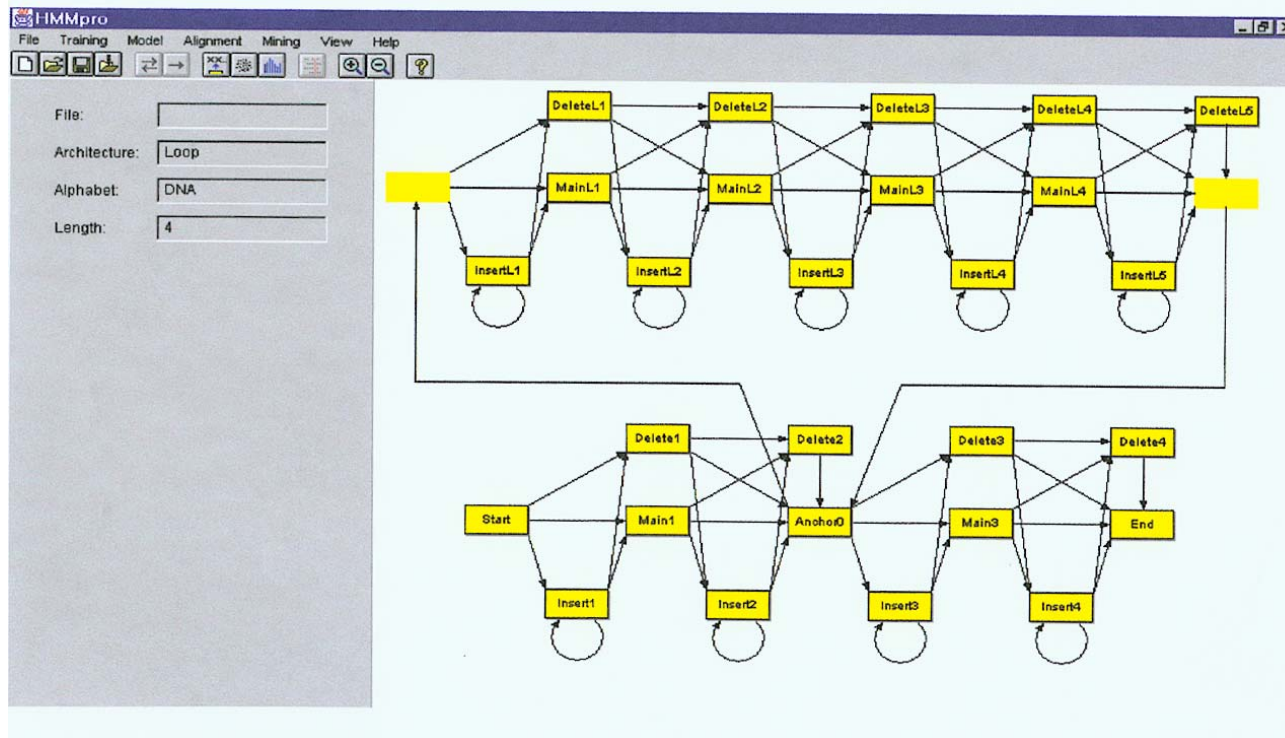 HMMpro
File Training Model Alignment Mining View Help
File:
Architecture: Loop
Alphabet: DNA
Length: 4
DeleteL1 DeleteL2 DeleteL3 DeleteL4 DeleteL5
MainL1 MainL2 MainL3 MainL4
InsertL1 InsertL2 InsertL3 InsertL4 InsertL5
Delete1 Delete2 Delete3 Delete4
Start Main1 Anchor0 Main3 End
Insert1 Insert2 Insert3 Insert4